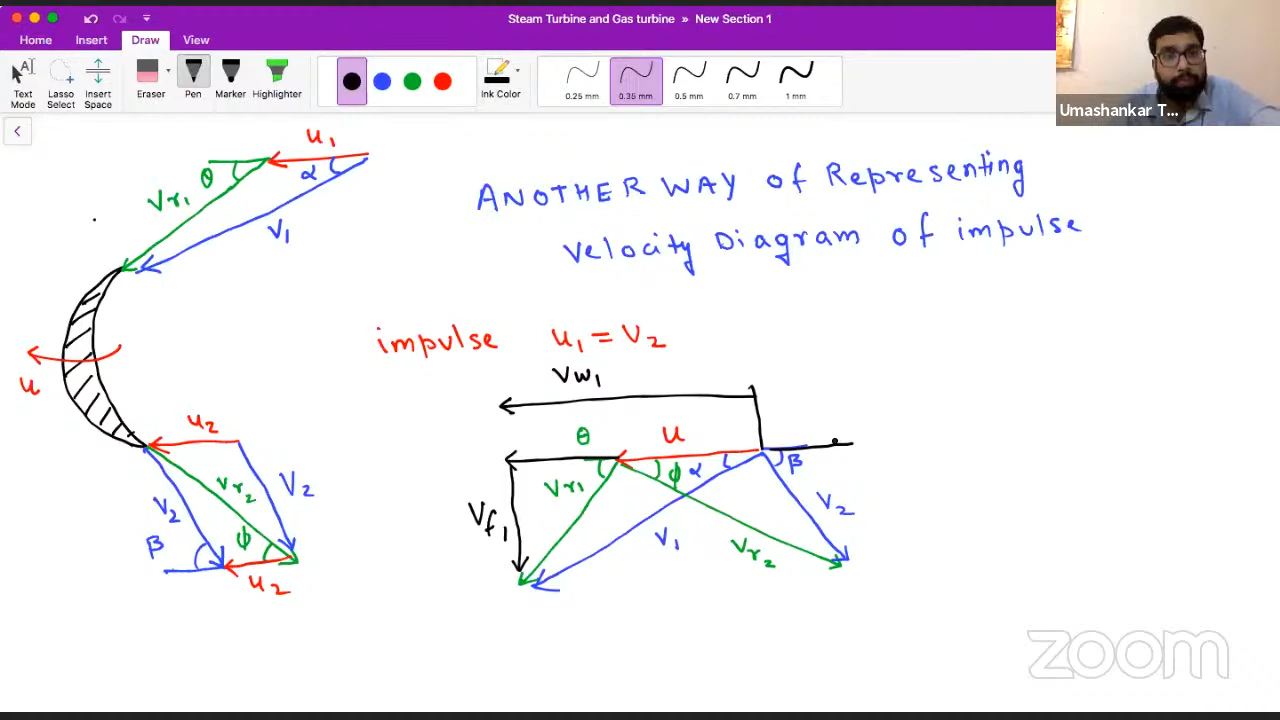 Steam Turbine and Gas turbine » New Section 1
Home Insert Draw View
Text Mode
Lasso Select
Insert Space
Eraser
Pen
Marker
Highlighter
Ink Color
0.25 mm
0.35 mm
0.5 mm
0.7 mm
1 mm
Umashankar T...
u1
θ
α
Vr1
V1
u
u2
Vr2
V2
V2
β
ϕ
u2
ANOTHER WAY of Representing
Velocity Diagram of impulse
impulse u1 = V2
Vw1
θ
u
Vr1
ϕ
α
β
Vf1
V1
Vr2
V2
zoom